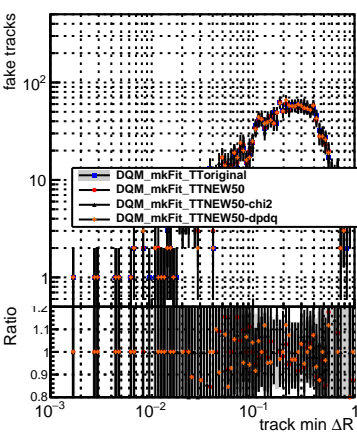 fake tracks
10²
10
1
DQM_mkFit_TToriginal
DQM_mkFit_TTNEW50
DQM_mkFit_TTNEW50-chi2
DQM_mkFit_TTNEW50-dpdq
Ratio
1.2
1.1
1
0.9
0.8
10⁻³ 10⁻² 10⁻¹ 1
track min ΔR